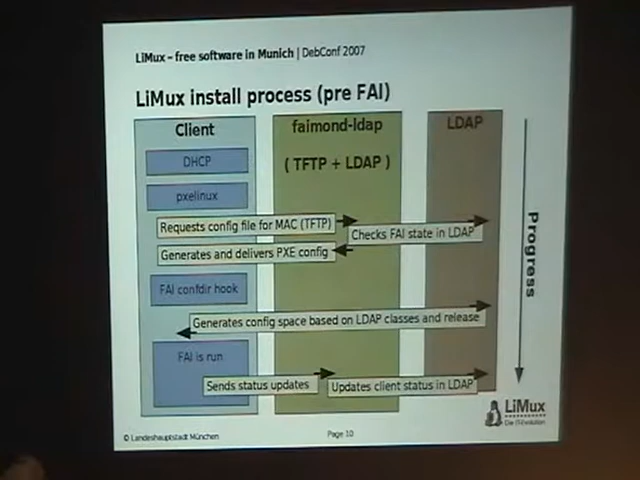 LiMux – free software in Munich | DebConf 2007
LiMux install process (pre FAI)
Client
faimond-ldap
LDAP
DHCP
( TFTP + LDAP )
pxelinux
Requests config file for MAC (TFTP)
Checks FAI state in LDAP
Generates and delivers PXE config
Progress
FAI confdir hook
Generates config space based on LDAP classes and release
FAI is run
Sends status updates
Updates client status in LDAP
LiMux
Die IT-Evolution
© Landeshauptstadt München
Page 10